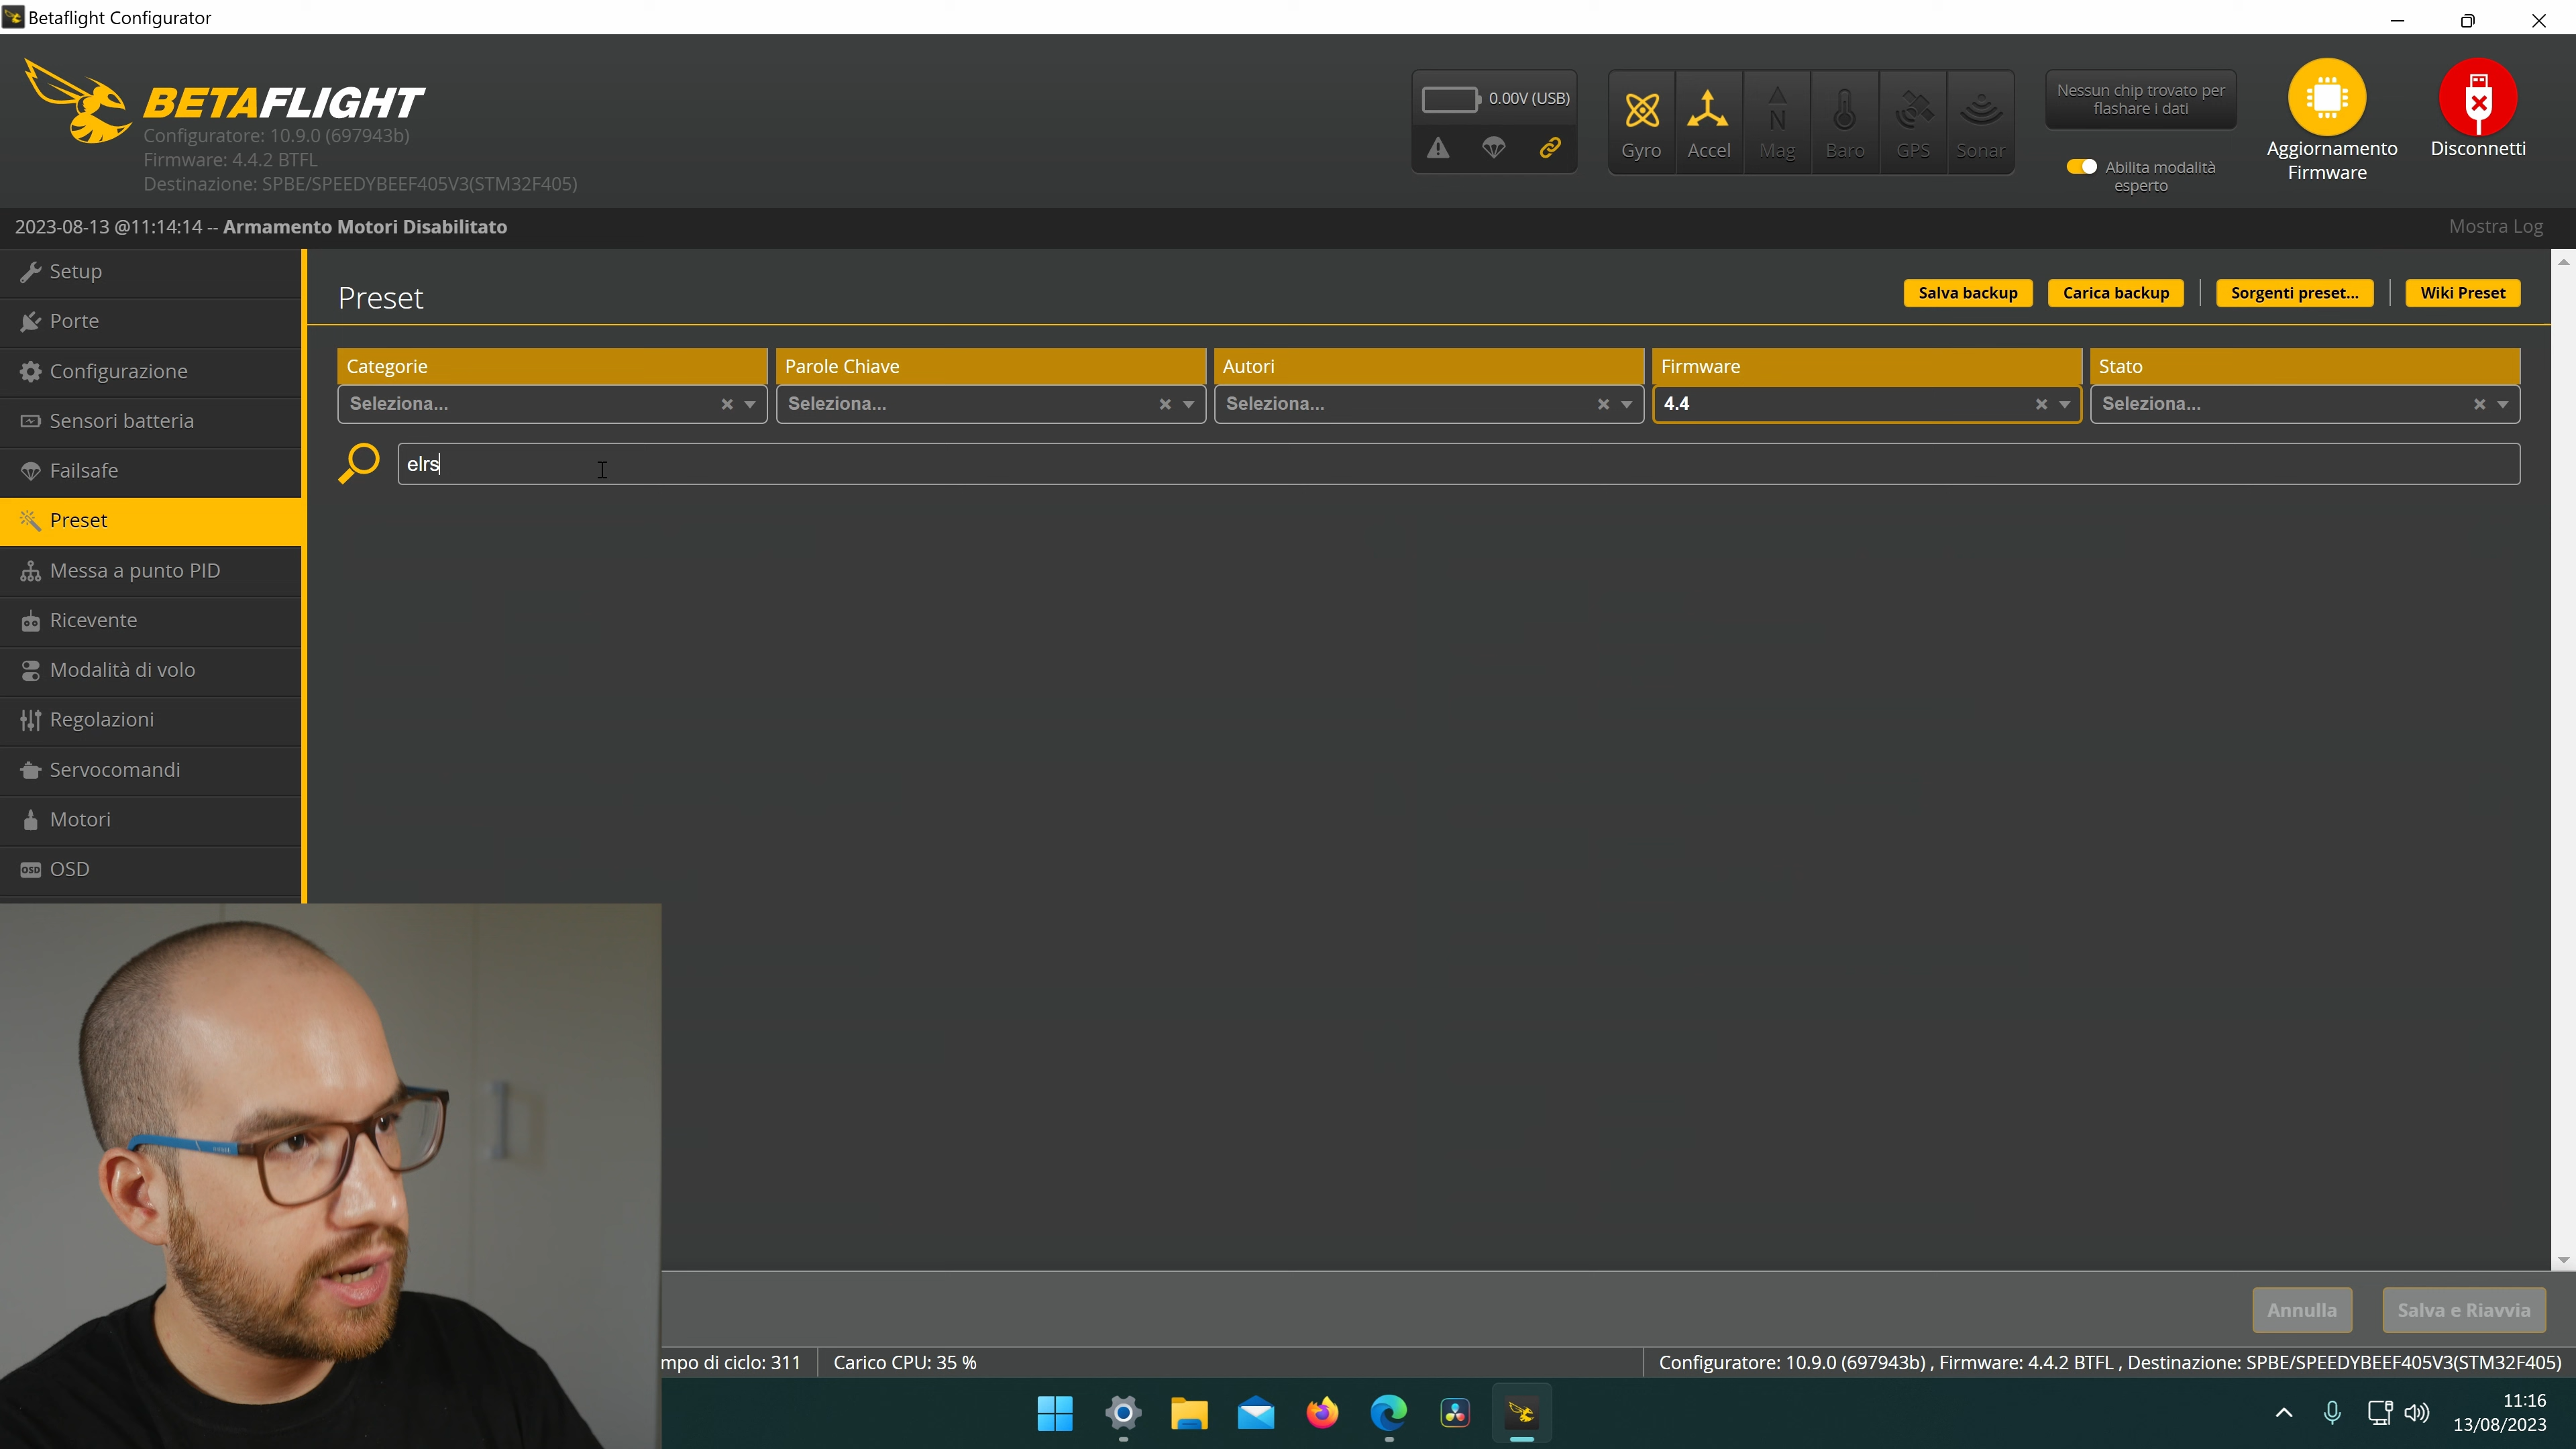 Betaflight Configurator
BETAFLIGHT
Configuratore: 10.9.0 (697943b)
Firmware: 4.4.2 BTFL
Destinazione: SPBE/SPEEDYBEEF405V3(STM32F405)
0.00V (USB)
Gyro
Accel
N
Mag
Baro
GPS
Sonar
Nessun chip trovato per
flashare i dati
Abilita modalità
esperto
Aggiornamento
Firmware
Disconnetti
2023-08-13 @11:14:14 -- Armamento Motori Disabilitato
Mostra Log
Setup
Porte
Configurazione
Sensori batteria
Failsafe
Preset
Messa a punto PID
Ricevente
Modalità di volo
Regolazioni
Servocomandi
Motori
OSD
OSD
Preset
Salva backup
Carica backup
Sorgenti preset...
Wiki Preset
Categorie
Parole Chiave
Autori
Firmware
Stato
Seleziona...
Seleziona...
Seleziona...
4.4
Seleziona...
elrs
Annulla
Salva e Riavvia
mpo di ciclo: 311
Carico CPU: 35 %
Configuratore: 10.9.0 (697943b) , Firmware: 4.4.2 BTFL , Destinazione: SPBE/SPEEDYBEEF405V3(STM32F405)
11:16
13/08/2023